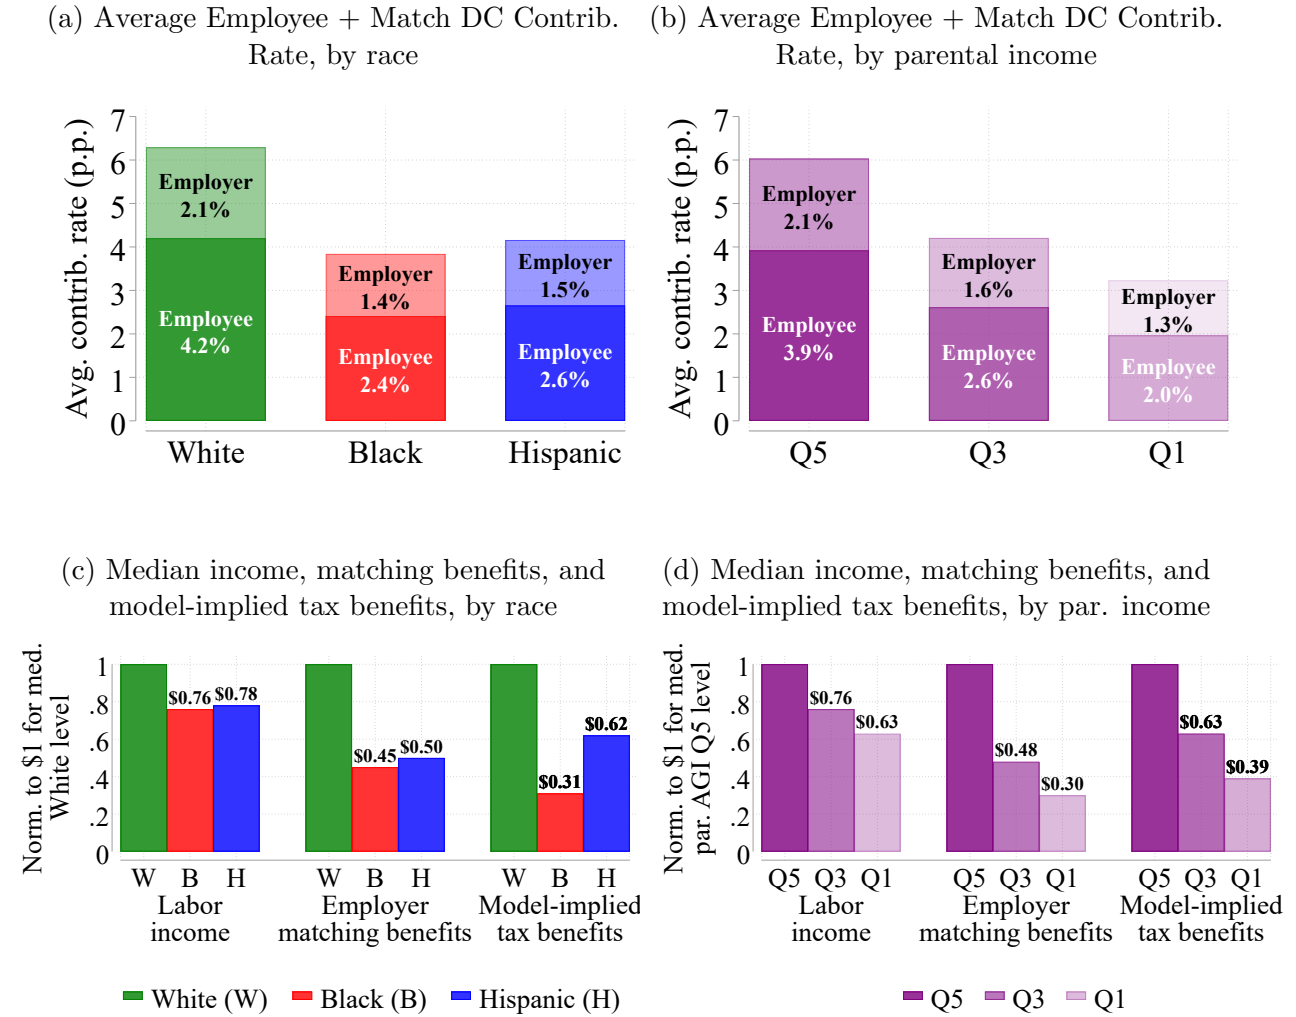 (a) Average Employee + Match DC Contrib.
Rate, by race
Avg. contrib. rate (p.p.)
7
6
5
4
3
2
1
0
Employer
2.1%
Employee
4.2%
Employer
1.4%
Employee
2.4%
Employer
1.5%
Employee
2.6%
White Black Hispanic
(b) Average Employee + Match DC Contrib.
Rate, by parental income
Avg. contrib. rate (p.p.)
7
6
5
4
3
2
1
0
Employer
2.1%
Employee
3.9%
Employer
1.6%
Employee
2.6%
Employer
1.3%
Employee
2.0%
Q5 Q3 Q1
(c) Median income, matching benefits, and
model-implied tax benefits, by race
Norm. to $1 for med.
White level
1
.8
.6
.4
.2
0
$0.76 $0.78
$0.45 $0.50
$0.31 $0.62
W B H W B H W B H
Labor
income
Employer
matching benefits
Model-implied
tax benefits
White (W) Black (B) Hispanic (H)
(d) Median income, matching benefits, and
model-implied tax benefits, by par. income
Norm. to $1 for med.
par. AGI Q5 level
1
.8
.6
.4
.2
0
$0.76 $0.63
$0.48 $0.30
$0.63 $0.39
Q5 Q3 Q1 Q5 Q3 Q1 Q5 Q3 Q1
Labor
income
Employer
matching benefits
Model-implied
tax benefits
Q5 Q3 Q1